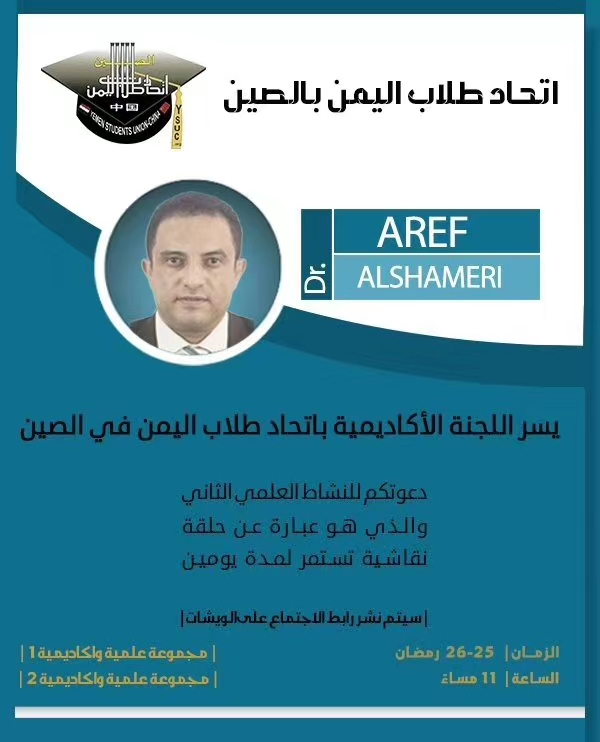 الصين
اتحاد طلاب اليمن
中國
YEMEN STUDENTS UNION-CHINA
YSUC
اتحاد طلاب اليمن بالصين
Dr.
AREF
ALSHAMERI
يسر اللجنة الأكاديمية باتحاد طلاب اليمن في الصين
دعوتكم للنشاط العلمي الثاني
والذي هو عبارة عن حلقة
نقاشية تستمر لمدة يومين
| سيتم نشر رابط الاجتماع على الويشات |
الزمـان | 25-26 رمضان
الساعة | 11 مساءً
| مجموعة علمية واكاديمية 1 |
| مجموعة علمية واكاديمية 2 |